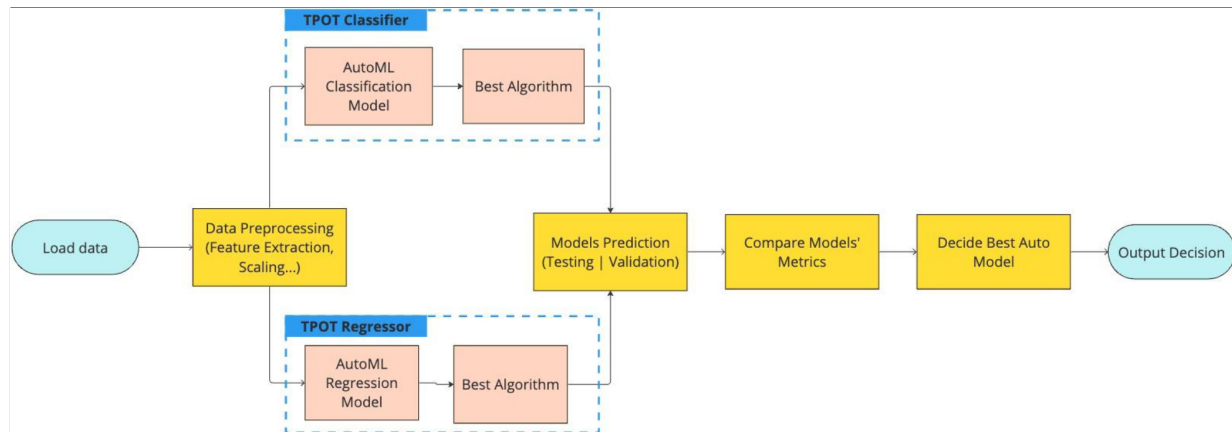 TPOT Classifier
AutoML
Classification
Model
Best Algorithm
Load data
Data Preprocessing
(Feature Extraction,
Scaling...)
Models Prediction
(Testing | Validation)
Compare Models'
Metrics
Decide Best Auto
Model
Output Decision
TPOT Regressor
AutoML
Regression
Model
Best Algorithm